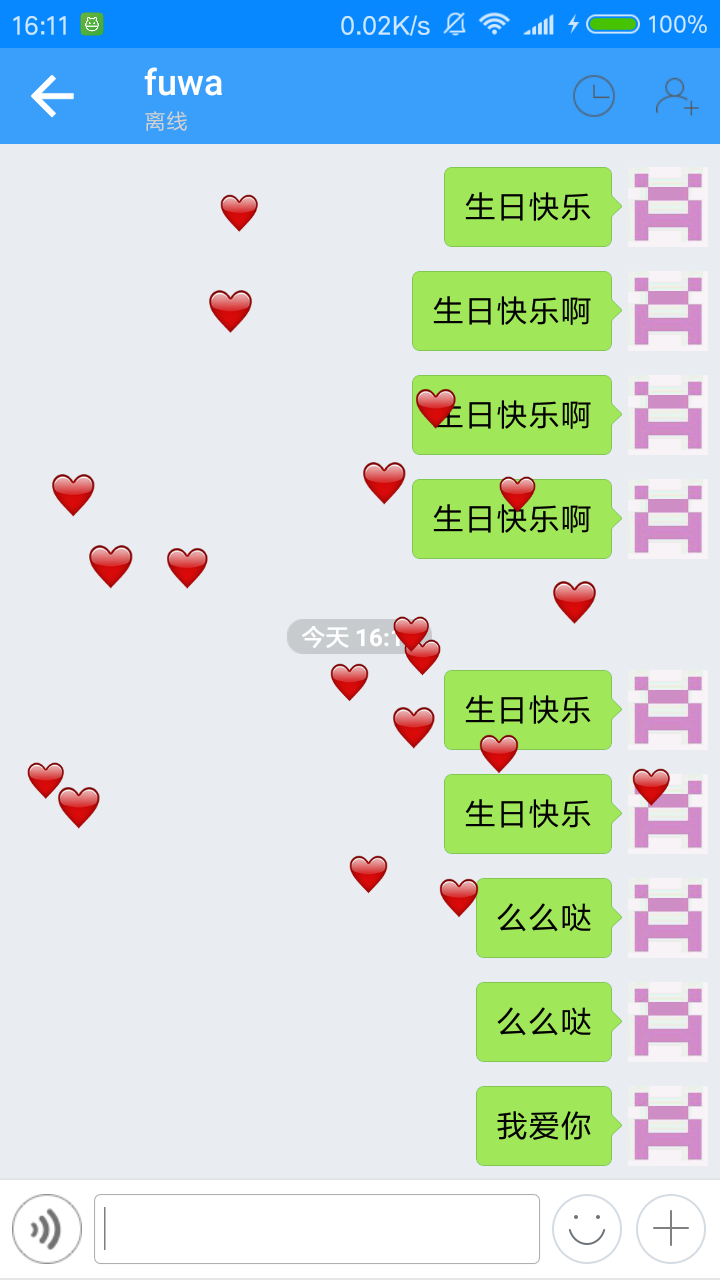 16:11
0.02K/s
100%
fuwa
离线
生日快乐
生日快乐啊
生日快乐啊
生日快乐啊
今天 16:1
生日快乐
生日快乐
么么哒
么么哒
我爱你